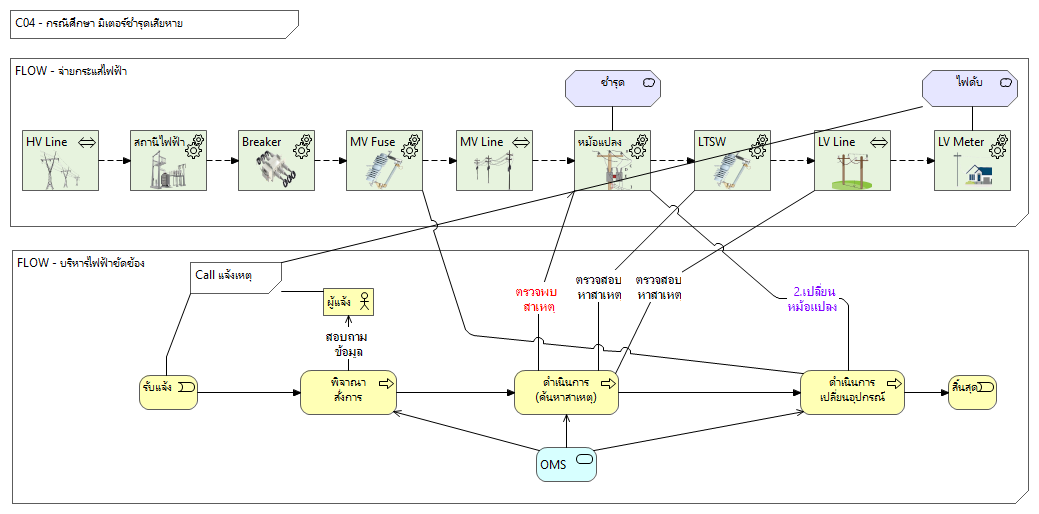 C04 - กรณีศึกษา มิเตอร์ชำรุดเสียหาย
FLOW - จ่ายกระแสไฟฟ้า
ชำรุด
ไฟดับ
HV Line
สถานีไฟฟ้า
Breaker
MV Fuse
MV Line
หม้อแปลง
LTSW
LV Line
LV Meter
FLOW - บริหารไฟฟ้าขัดข้อง
Call แจ้งเหตุ
ผู้แจ้ง
ตรวจพบ
สาเหตุ
ตรวจสอบ
หาสาเหตุ
ตรวจสอบ
หาสาเหตุ
2.เปลี่ยน
หม้อแปลง
สอบถาม
ข้อมูล
รับแจ้ง
พิจาณา
สั่งการ
ดำเนินการ
(ค้นหาสาเหตุ)
ดำเนินการ
เปลี่ยนอุปกรณ์
สิ้นสุด
OMS